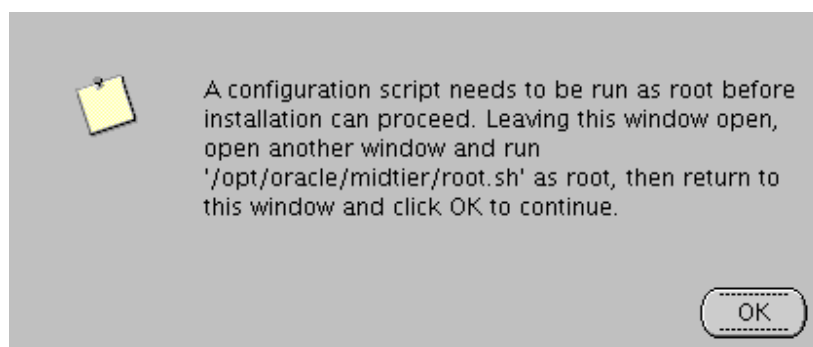 A configuration script needs to be run as root before
installation can proceed. Leaving this window open,
open another window and run
'/opt/oracle/midtier/root.sh' as root, then return to
this window and click OK to continue.
OK